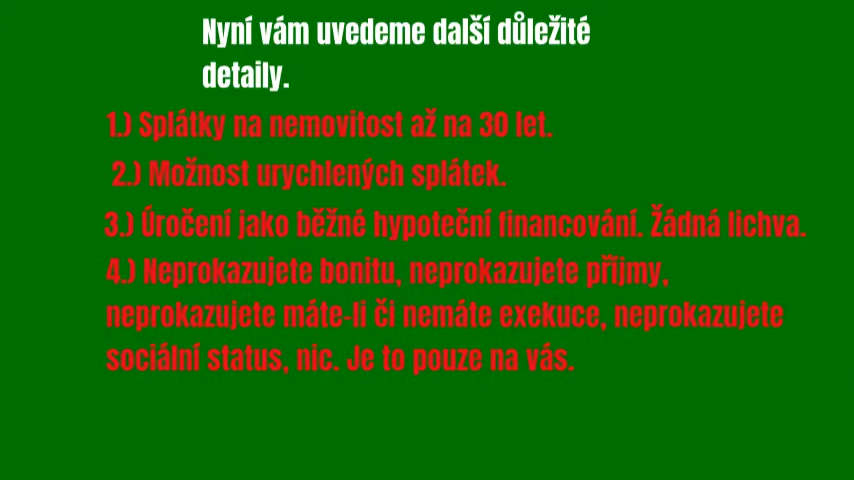 Nyní vám uvedeme další důležité
detaily.
1.) Splátky na nemovitost až na 30 let.
2.) Možnost urychlených splátek.
3.) Úročení jako běžné hypoteční financování. Žádná lichva.
4.) Neprokazujete bonitu, neprokazujete příjmy,
neprokazujete máte-li či nemáte exekuce, neprokazujete
sociální status, nic. Je to pouze na vás.